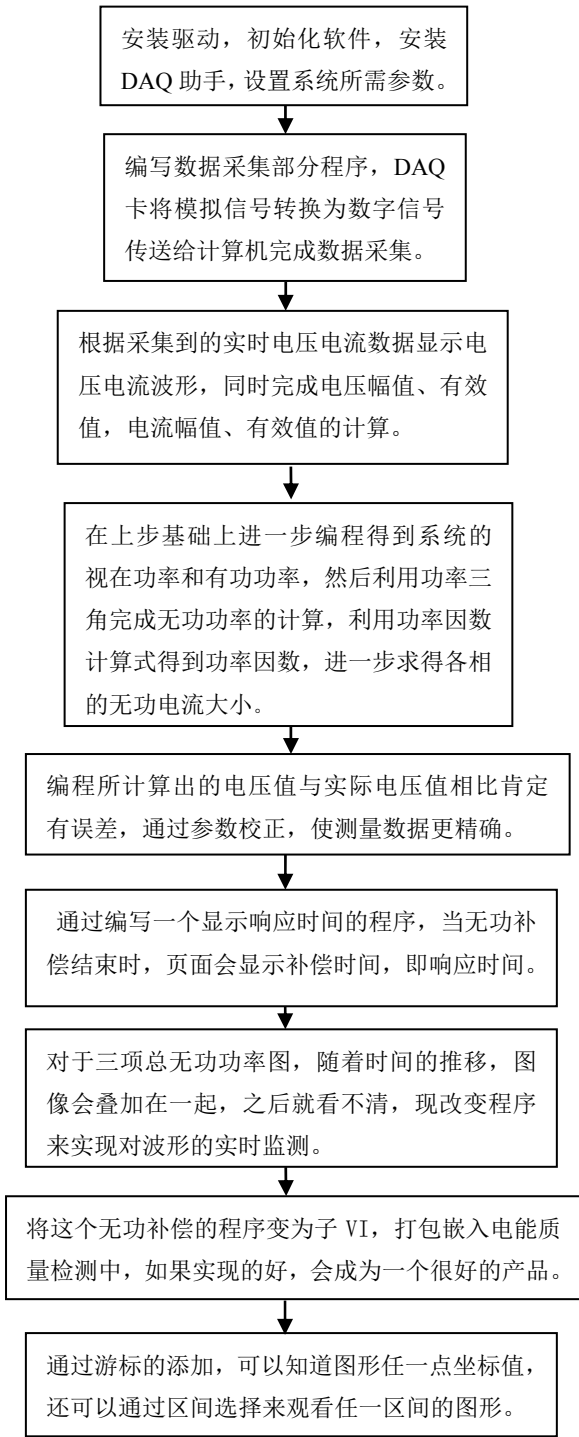 安装驱动，初始化软件，安装
DAQ 助手，设置系统所需参数。
编写数据采集部分程序，DAQ
卡将模拟信号转换为数字信号
传送给计算机完成数据采集。
根据采集到的实时电压电流数据显示电
压电流波形，同时完成电压幅值、有效
值，电流幅值、有效值的计算。
在上步基础上进一步编程得到系统的
视在功率和有功功率，然后利用功率三
角完成无功功率的计算，利用功率因数
计算式得到功率因数，进一步求得各相
的无功电流大小。
编程所计算出的电压值与实际电压值相比肯定
有误差，通过参数校正，使测量数据更精确。
通过编写一个显示响应时间的程序，当无功补
偿结束时，页面会显示补偿时间，即响应时间。
对于三项总无功功率图，随着时间的推移，图
像会叠加在一起，之后就看不清，现改变程序
来实现对波形的实时监测。
将这个无功补偿的程序变为子 VI，打包嵌入电能质
量检测中，如果实现的好，会成为一个很好的产品。
通过游标的添加，可以知道图形任一点坐标值，
还可以通过区间选择来观看任一区间的图形。